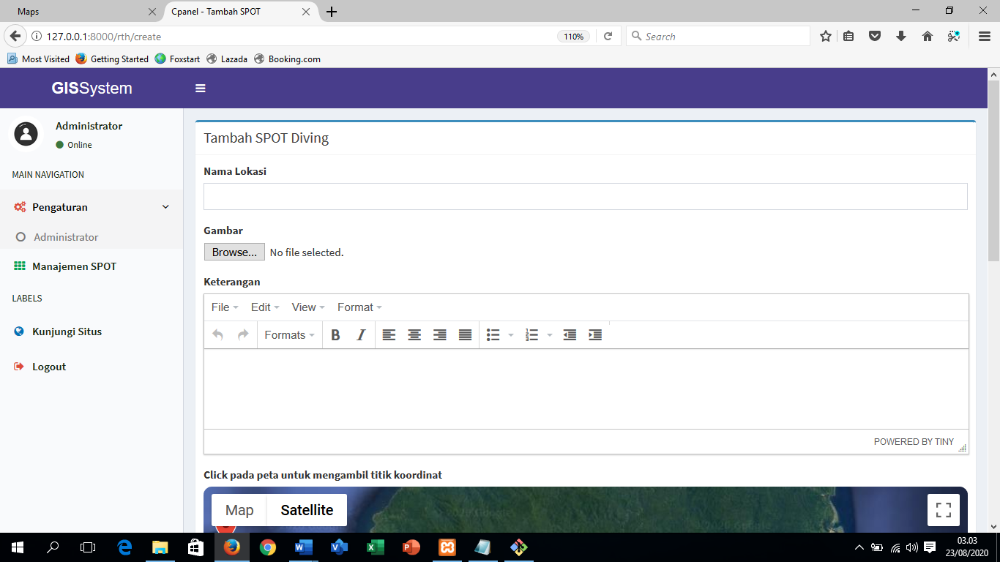 Maps
Cpanel - Tambah SPOT
127.0.0.1:8000/rth/create
110%
Search
Most Visited
Getting Started
Foxstart
Lazada
Booking.com
GISSystem
Administrator
Online
MAIN NAVIGATION
Pengaturan
Administrator
Manajemen SPOT
LABELS
Kunjungi Situs
Logout
Tambah SPOT Diving
Nama Lokasi
Gambar
Browse... No file selected.
Keterangan
File Edit View Format
Formats B I
POWERED BY TINY
Click pada peta untuk mengambil titik koordinat
Map Satellite
03.03
23/08/2020